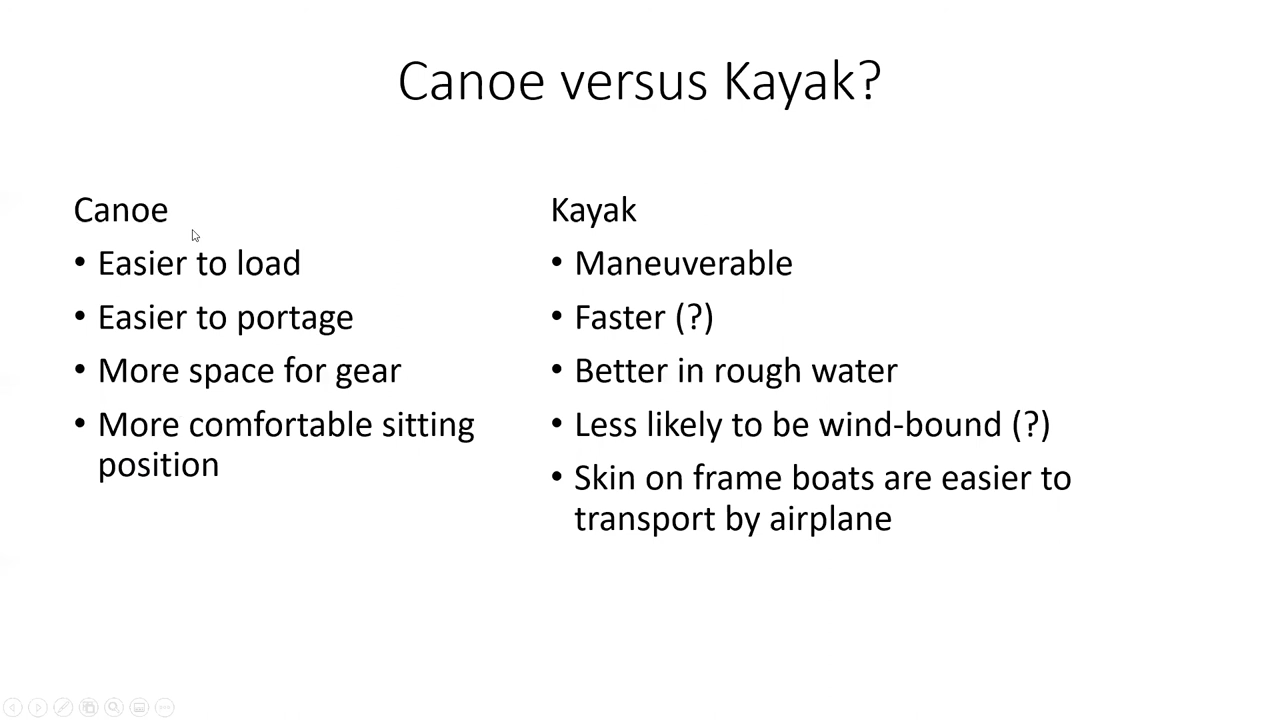 Canoe versus Kayak?
Canoe
• Easier to load
• Easier to portage
• More space for gear
• More comfortable sitting
position
Kayak
• Maneuverable
• Faster (?)
• Better in rough water
• Less likely to be wind-bound (?)
• Skin on frame boats are easier to
transport by airplane